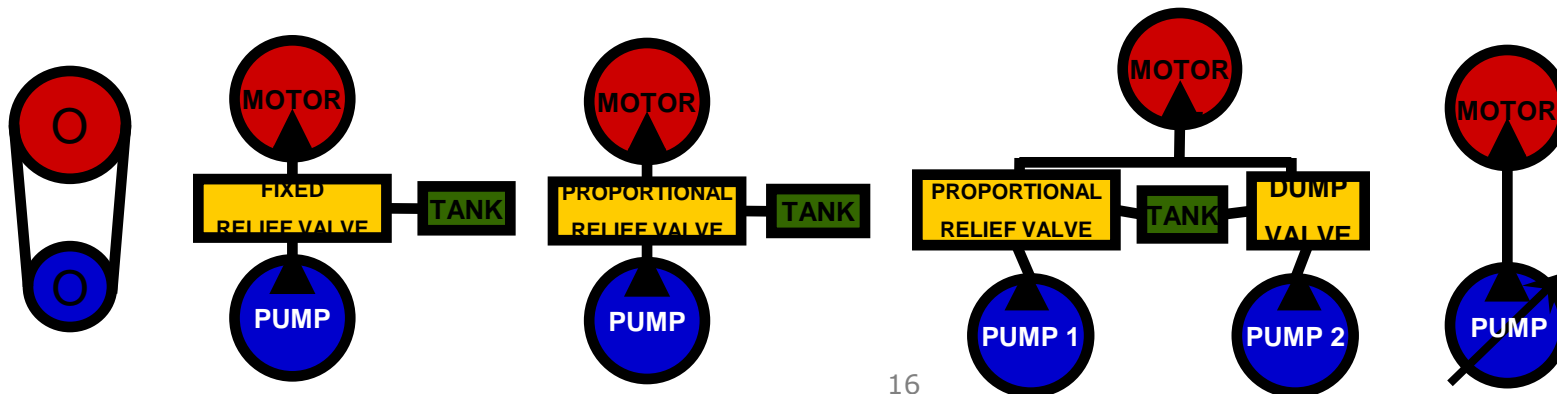 O
O
MOTOR
FIXED
RELIEF VALVE
TANK
PUMP
MOTOR
PROPORTIONAL
RELIEF VALVE
TANK
PUMP
MOTOR
PROPORTIONAL
RELIEF VALVE
TANK
DUMP
VALVE
PUMP 1
PUMP 2
MOTOR
PUMP
16